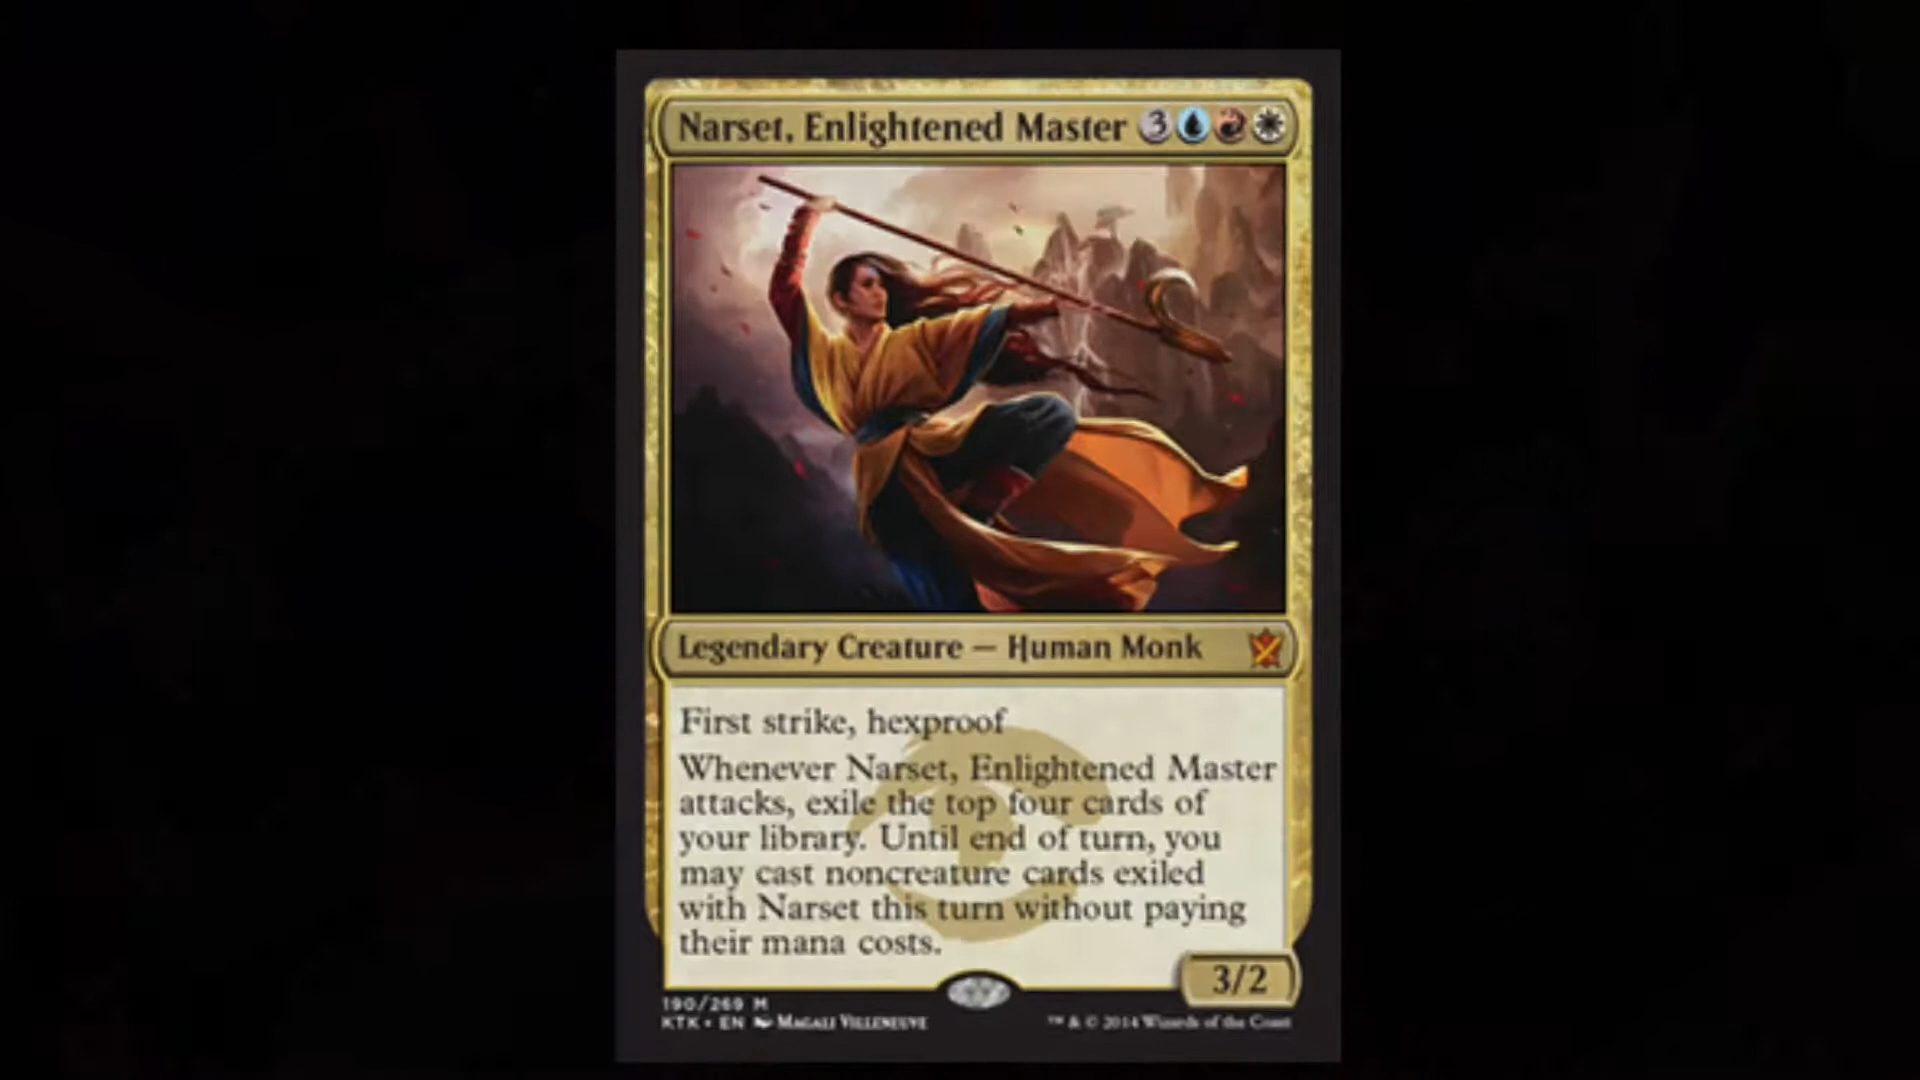 Narset, Enlightened Master 3
Legendary Creature — Human Monk
First strike, hexproof
Whenever Narset, Enlightened Master
attacks, exile the top four cards of
your library. Until end of turn, you
may cast noncreature cards exiled
with Narset this turn without paying
their mana costs.
3/2
190/269 M
KTK • EN Magali Villeneuve
™ & © 2014 Wizards of the Coast